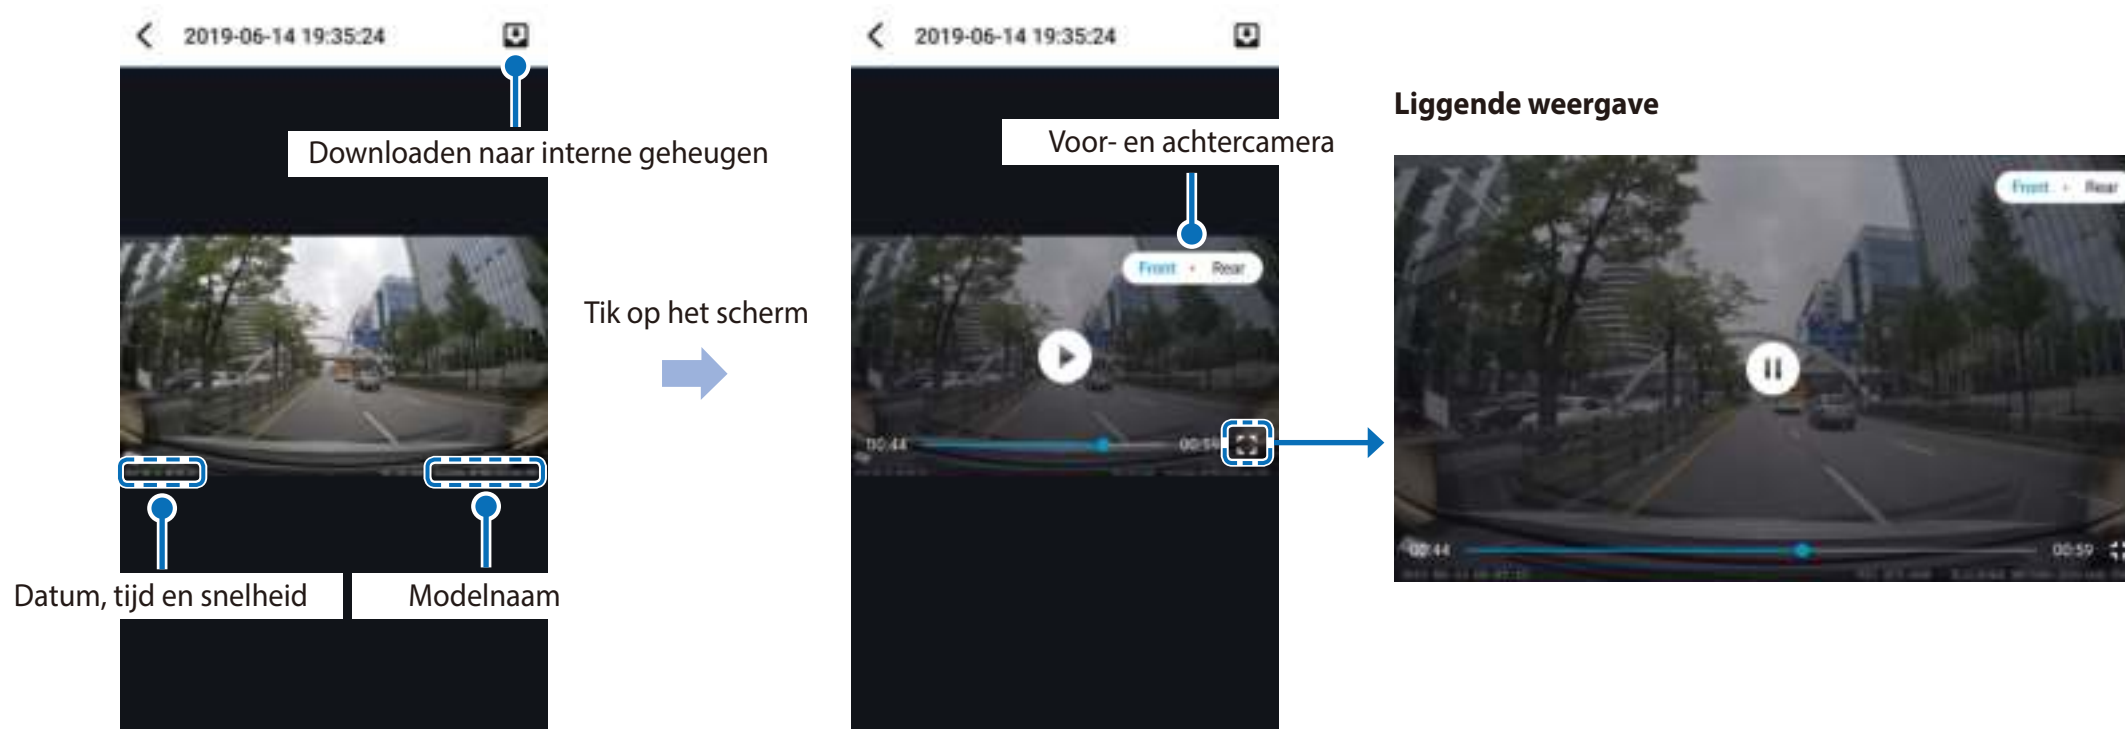 2019-06-14 19:35:24
Downloaden naar interne geheugen
Datum, tijd en snelheid
Modelnaam
Tik op het scherm
2019-06-14 19:35:24
Voor- en achtercamera
Front • Rear
00:44
00:59
Liggende weergave
Front • Rear
00:44
00:59